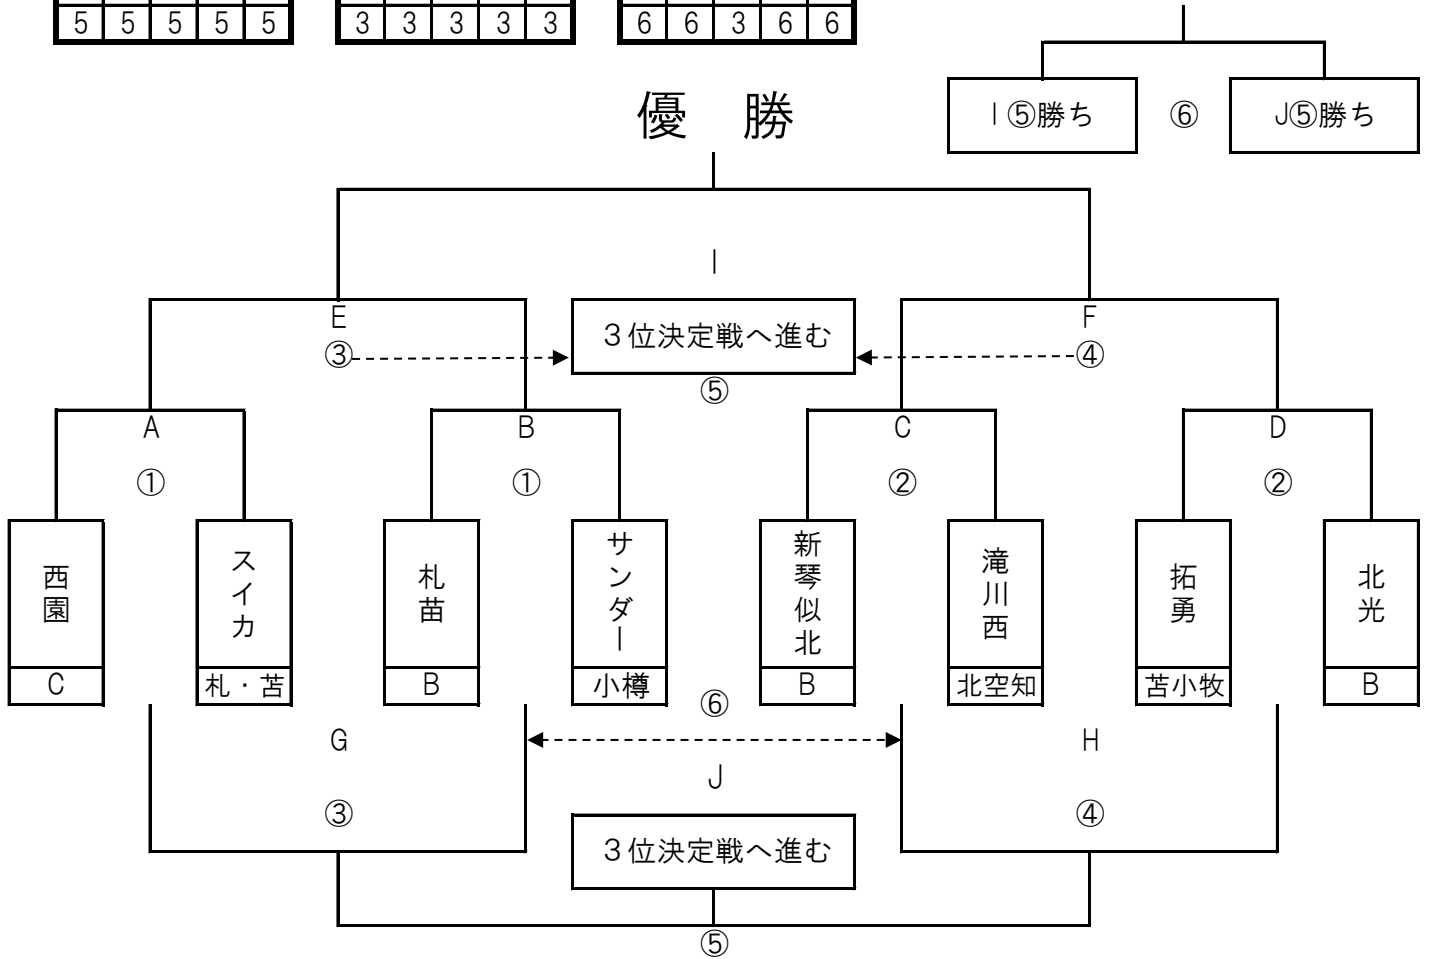 5 5 5 5 5 3 3 3 3 3 6 6 3 6 6
優 勝
I⑤勝ち ⑥ J⑤勝ち
I
E F
３位決定戦へ進む
③ ④
⑤
A B C D
① ① ② ②
西園 スイカ 札苗 サンダー 新琴似北 滝川西 拓勇 北光
C 札・苫 B 小樽 B 北空知 苫小牧 B
⑥
G H
J
③ ④
３位決定戦へ進む
⑤